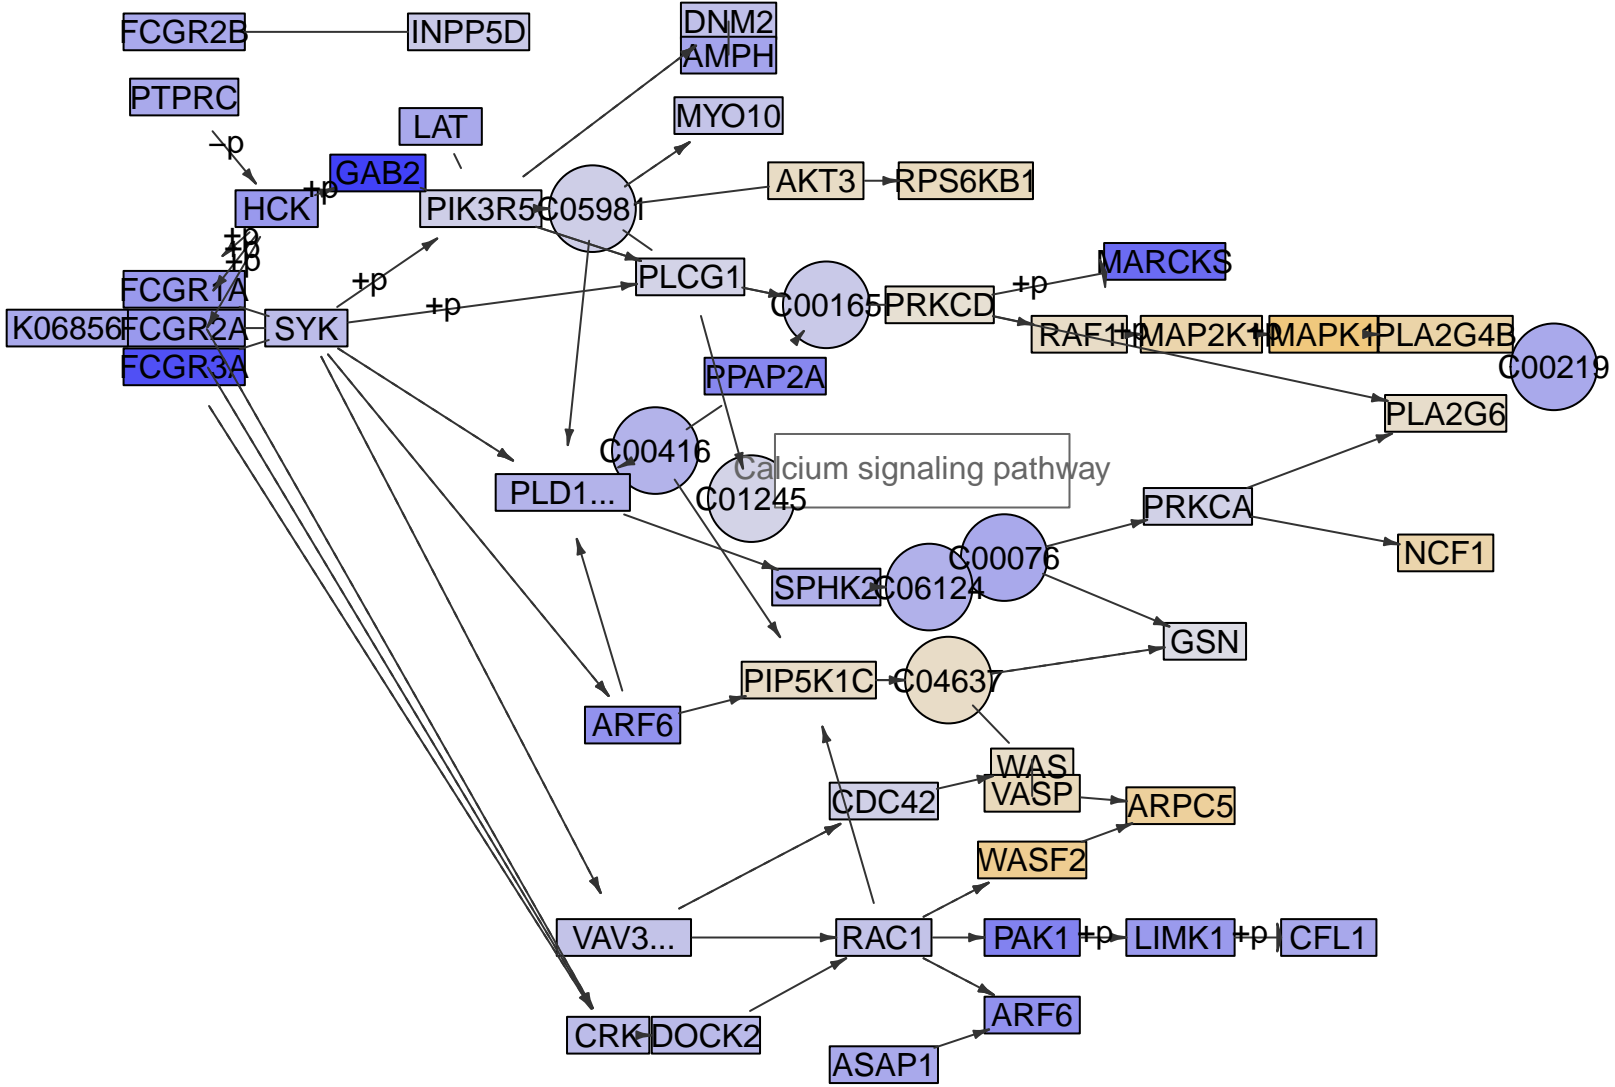 FCGR2B
INPP5D
DNM2
AMPH
PTPRC
LAT
MYO10
−p
GAB2
+p
HCK
PIK3R5
C05981
AKT3
RPS6KB1
+p
+p
+p
FCGR1A
+p
PLCG1
+p
MARCKS
+p
C00165
PRKCD
K06856
FCGR2A
SYK
RAF1
+p
MAP2K1
+p
MAPK1
PLA2G4B
FCGR3A
PPAP2A
C00219
PLA2G6
C00416
Calcium signaling pathway
PLD1...
C01245
PRKCA
NCF1
C00076
SPHK2
C06124
GSN
PIP5K1C
C04637
ARF6
WAS
VASP
CDC42
ARPC5
WASF2
VAV3...
RAC1
PAK1
+p
LIMK1
+p
CFL1
ARF6
CRK
DOCK2
ASAP1